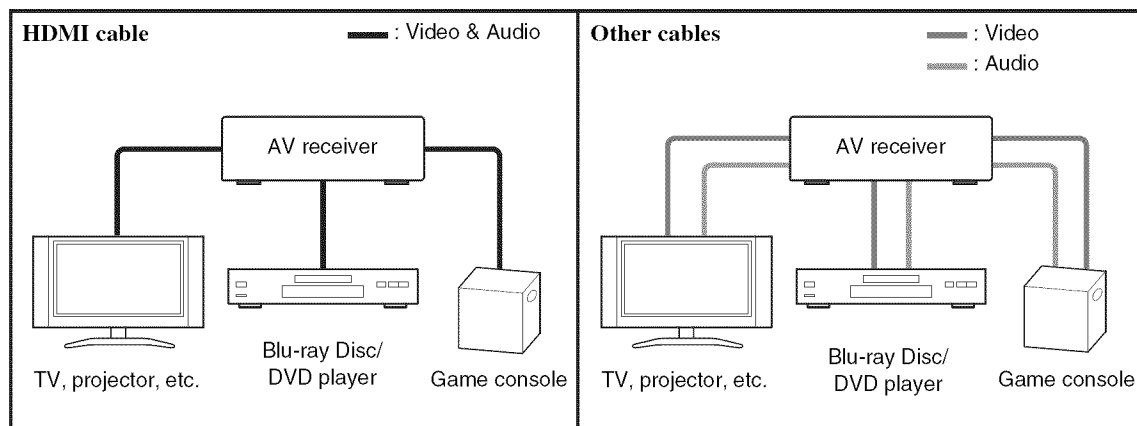 HDMI cable
: Video & Audio
AV receiver
TV, projector, etc.
Blu-ray Disc/
DVD player
Game console
Other cables
: Video
: Audio
AV receiver
TV, projector, etc.
Blu-ray Disc/
DVD player
Game console